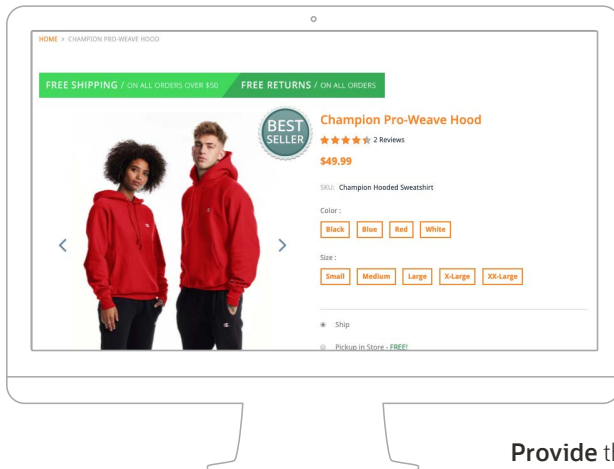 HOME > CHAMPION PRO-WEAVE HOOD
FREE SHIPPING / ON ALL ORDERS OVER $50 FREE RETURNS / ON ALL ORDERS
BEST
SELLER
Champion Pro-Weave Hood
2 Reviews
$49.99
SKU: Champion Hooded Sweatshirt
Color :
Black Blue Red White
Size :
Small Medium Large X-Large XX-Large
Ship
Pickup in Store - FREE!
Provide